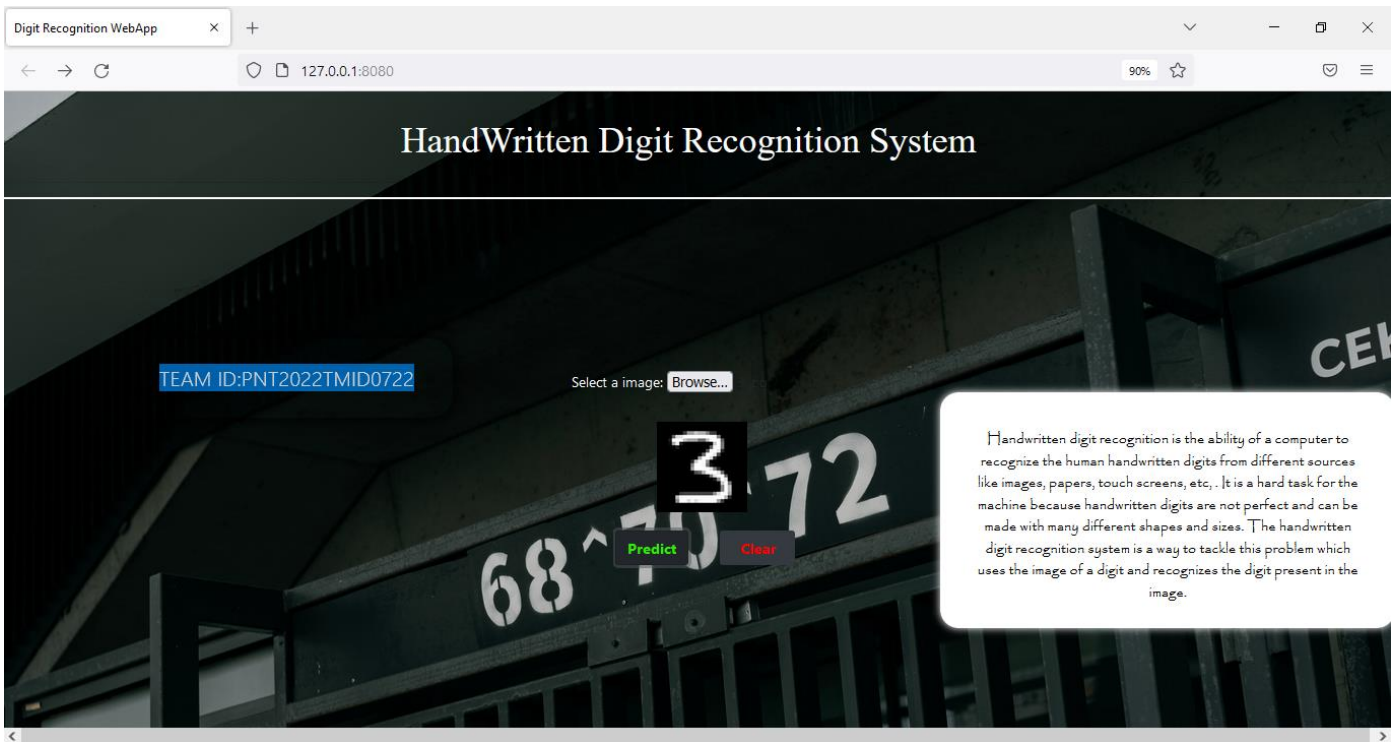 Digit Recognition WebApp
127.0.0.1:8080
90%
HandWritten Digit Recognition System
TEAM ID:PNT2022TMID0722
Select a image: Browse...
3
68^70^72
Predict
Clear
Handwritten digit recognition is the ability of a computer to
recognize the human handwritten digits from different sources
like images, papers, touch screens, etc, . It is a hard task for the
machine because handwritten digits are not perfect and can be
made with many different shapes and sizes. The handwritten
digit recognition system is a way to tackle this problem which
uses the image of a digit and recognizes the digit present in the
image.